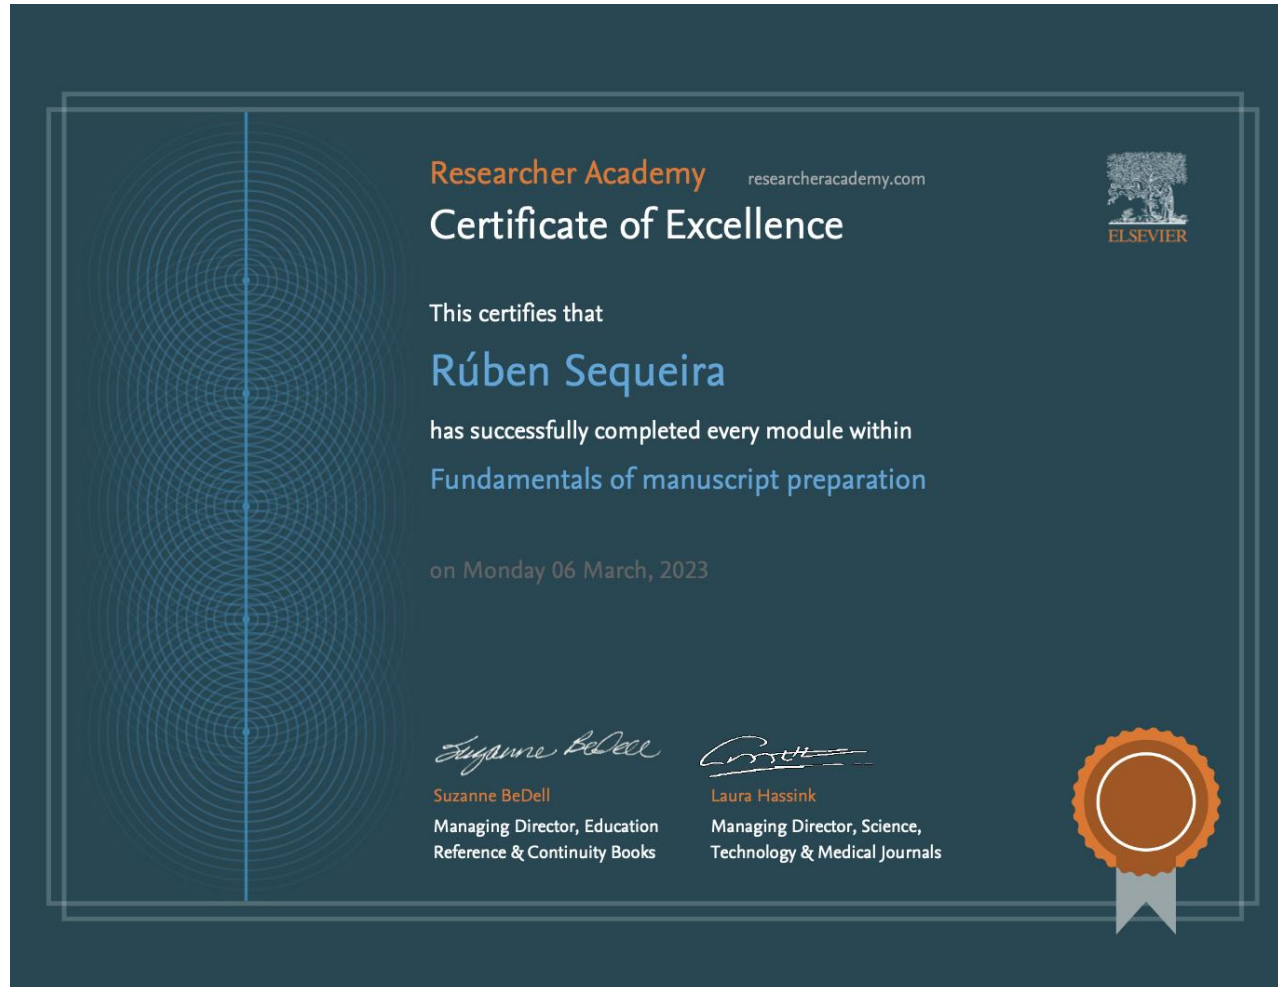 Researcher Academy researcheracademy.com
Certificate of Excellence
ELSEVIER
This certifies that
Rúben Sequeira
has successfully completed every module within
Fundamentals of manuscript preparation
on Monday 06 March, 2023
Suzanne BeDell
Suzanne BeDell
Managing Director, Education
Reference & Continuity Books
Laura Hassink
Managing Director, Science,
Technology & Medical Journals